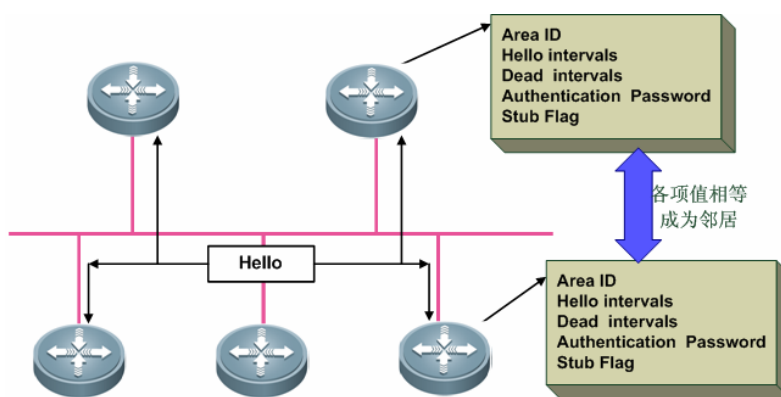 Area ID
Hello intervals
Dead intervals
Authentication Password
Stub Flag
各项值相等
成为邻居
Hello
Area ID
Hello intervals
Dead intervals
Authentication Password
Stub Flag